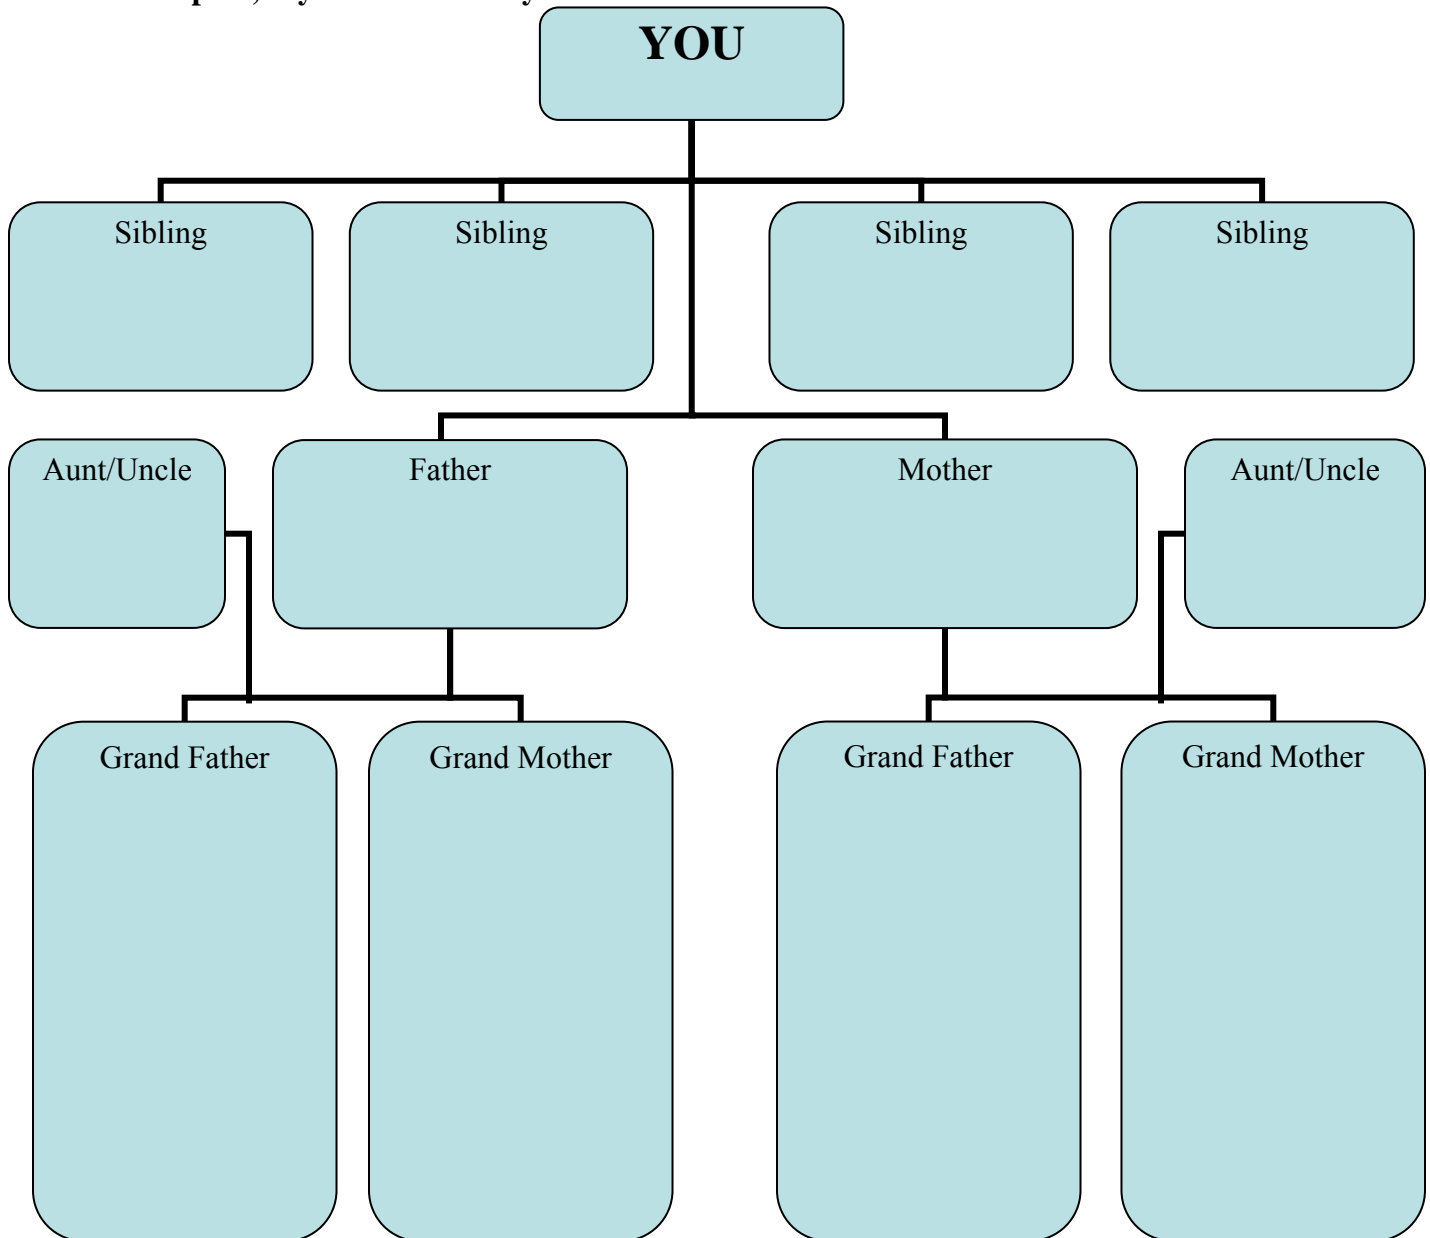 YOU
Sibling Sibling Sibling Sibling
Aunt/Uncle Father Mother Aunt/Uncle
Grand Father Grand Mother Grand Father Grand Mother